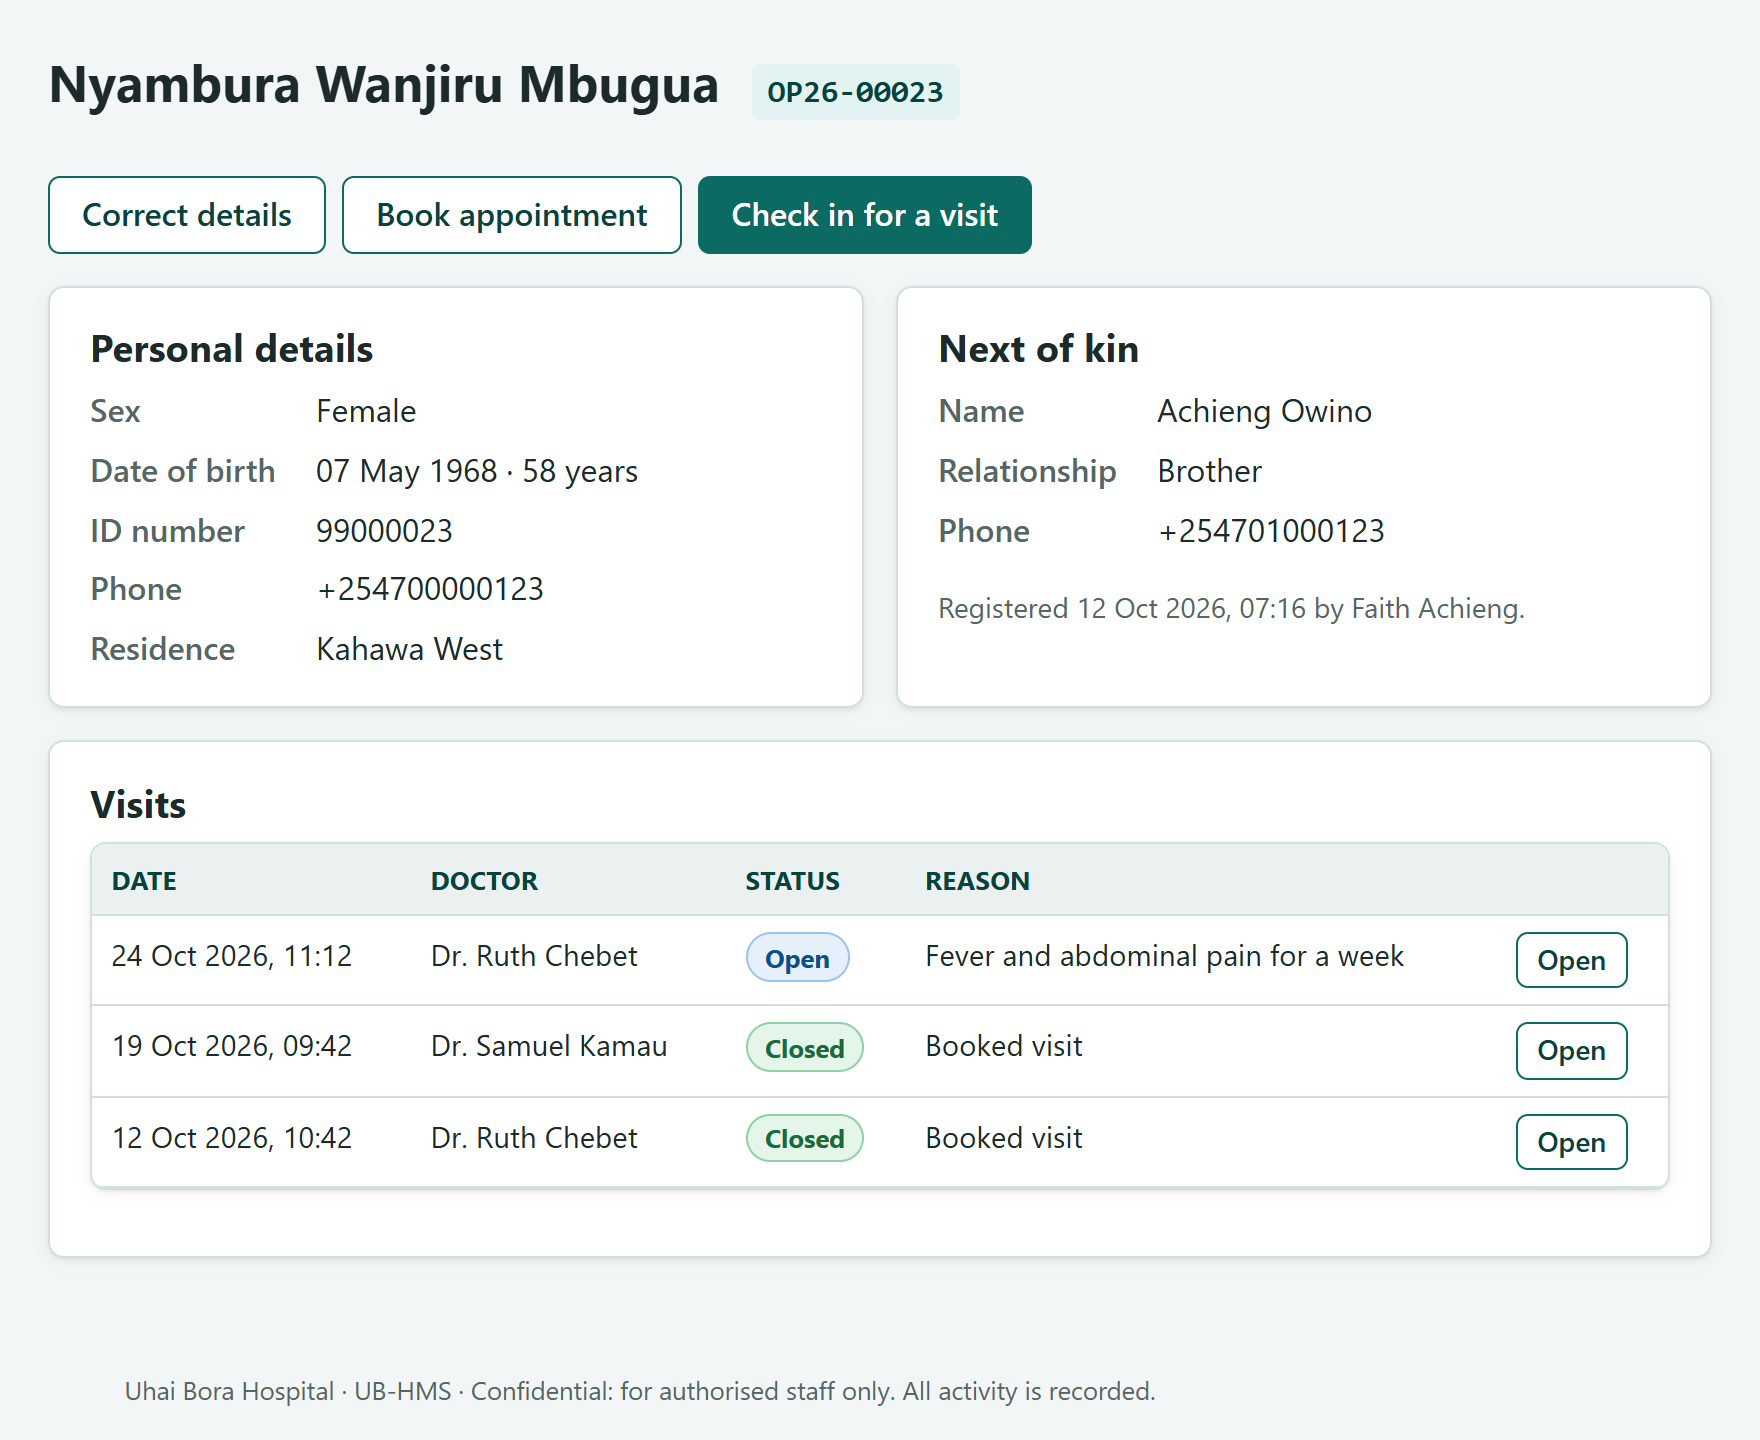 Nyambura Wanjiru Mbugua OP26-00023
Correct details Book appointment Check in for a visit
Personal details
Sex Female
Date of birth 07 May 1968 · 58 years
ID number 99000023
Phone +254700000123
Residence Kahawa West
Next of kin
Name Achieng Owino
Relationship Brother
Phone +254701000123
Registered 12 Oct 2026, 07:16 by Faith Achieng.
Visits
DATE DOCTOR STATUS REASON
24 Oct 2026, 11:12 Dr. Ruth Chebet Open Fever and abdominal pain for a week Open
19 Oct 2026, 09:42 Dr. Samuel Kamau Closed Booked visit Open
12 Oct 2026, 10:42 Dr. Ruth Chebet Closed Booked visit Open
Uhai Bora Hospital · UB-HMS · Confidential: for authorised staff only. All activity is recorded.